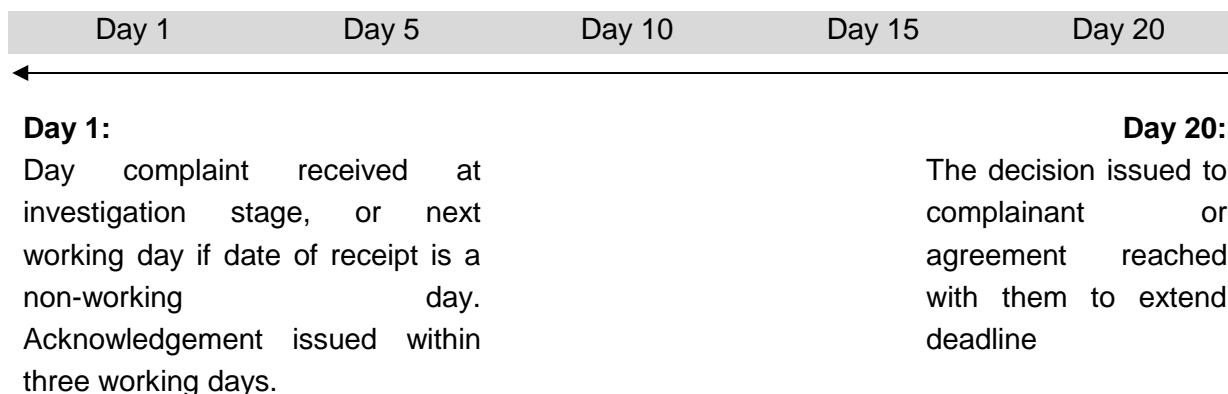 Day 1 Day 5 Day 10 Day 15 Day 20
Day 1:
Day complaint received at
investigation stage, or next
working day if date of receipt is a
non-working day.
Acknowledgement issued within
three working days.
Day 20:
The decision issued to
complainant or
agreement reached
with them to extend
deadline